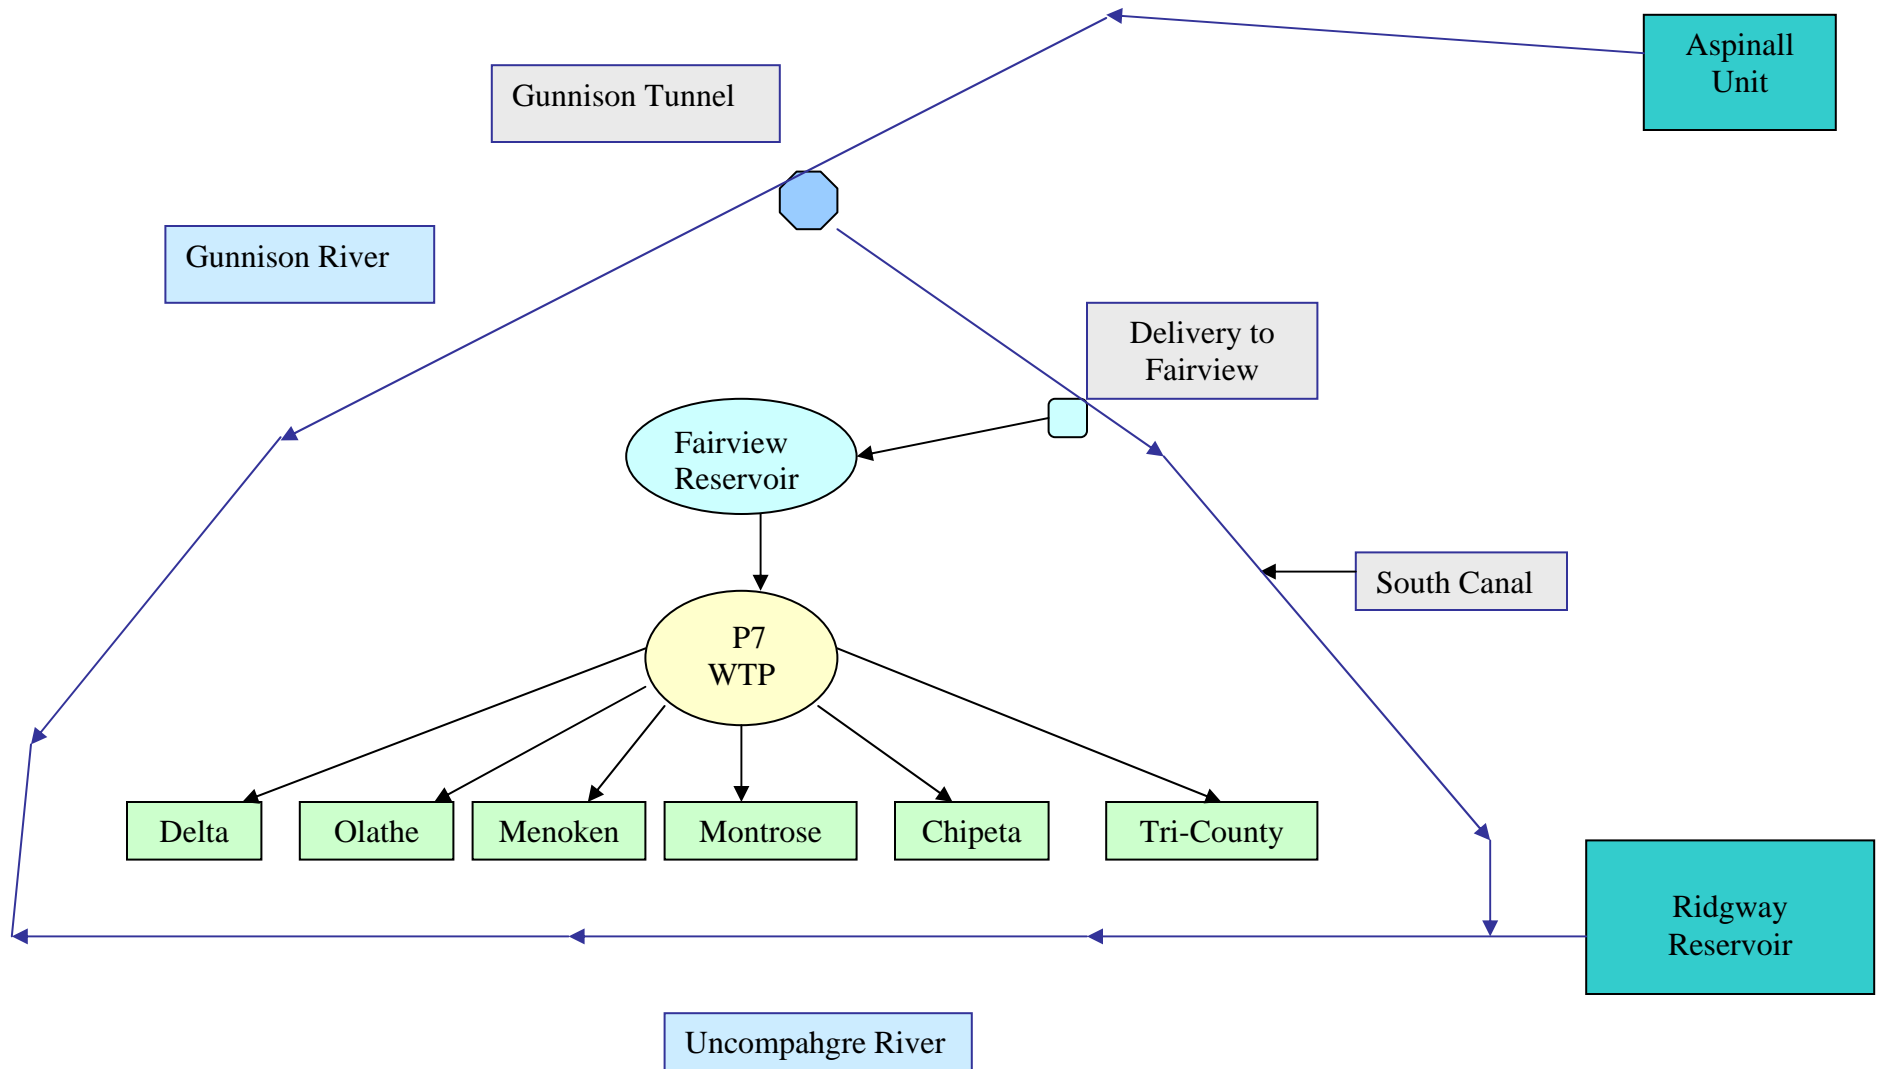 Aspinall
Unit
Gunnison Tunnel
Gunnison River
Delivery to
Fairview
Fairview
Reservoir
South Canal
P7
WTP
Delta
Olathe
Menoken
Montrose
Chipeta
Tri-County
Ridgway
Reservoir
Uncompahgre River